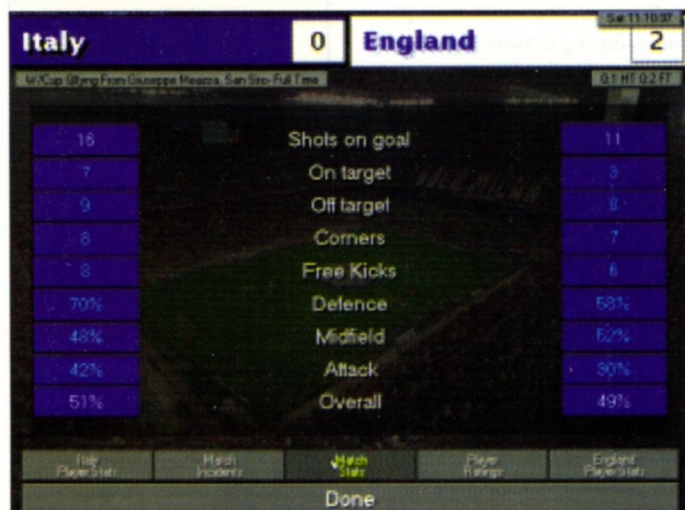 Sat 11 10:97
Italy 0 England 2
W/Cup Qlfying From Giuseppe Meazza, San Siro- Full Time 0:1 HT 0:2 FT
16 Shots on goal 11
7 On target 3
9 Off target 8
8 Corners 7
8 Free Kicks 6
70% Defence 58%
48% Midfield 52%
42% Attack 30%
51% Overall 49%
Italy Player Stats
Match Incidents
Match Stats
Player Ratings
England Player Stats
Done